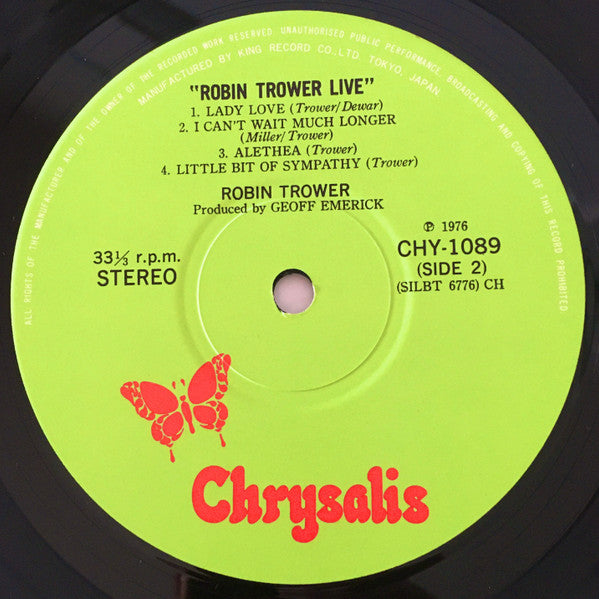 ALL RIGHTS OF THE MANUFACTURER AND OF THE OWNER OF THE RECORDED WORK RESERVED. UNAUTHORISED PUBLIC PERFORMANCE, BROADCASTING AND COPYING OF THIS RECORD PROHIBITED
MANUFACTURED BY KING RECORD CO., LTD. TOKYO, JAPAN
"ROBIN TROWER LIVE"
1. LADY LOVE (Trower/Dewar)
2. I CAN'T WAIT MUCH LONGER
(Miller/Trower)
3. ALETHEA (Trower)
4. LITTLE BIT OF SYMPATHY (Trower)
ROBIN TROWER
Produced by GEOFF EMERICK
33⅓ r.p.m.
STEREO
℗ 1976
CHY-1089
(SIDE 2)
(SILBT 6776) CH
Chrysalis